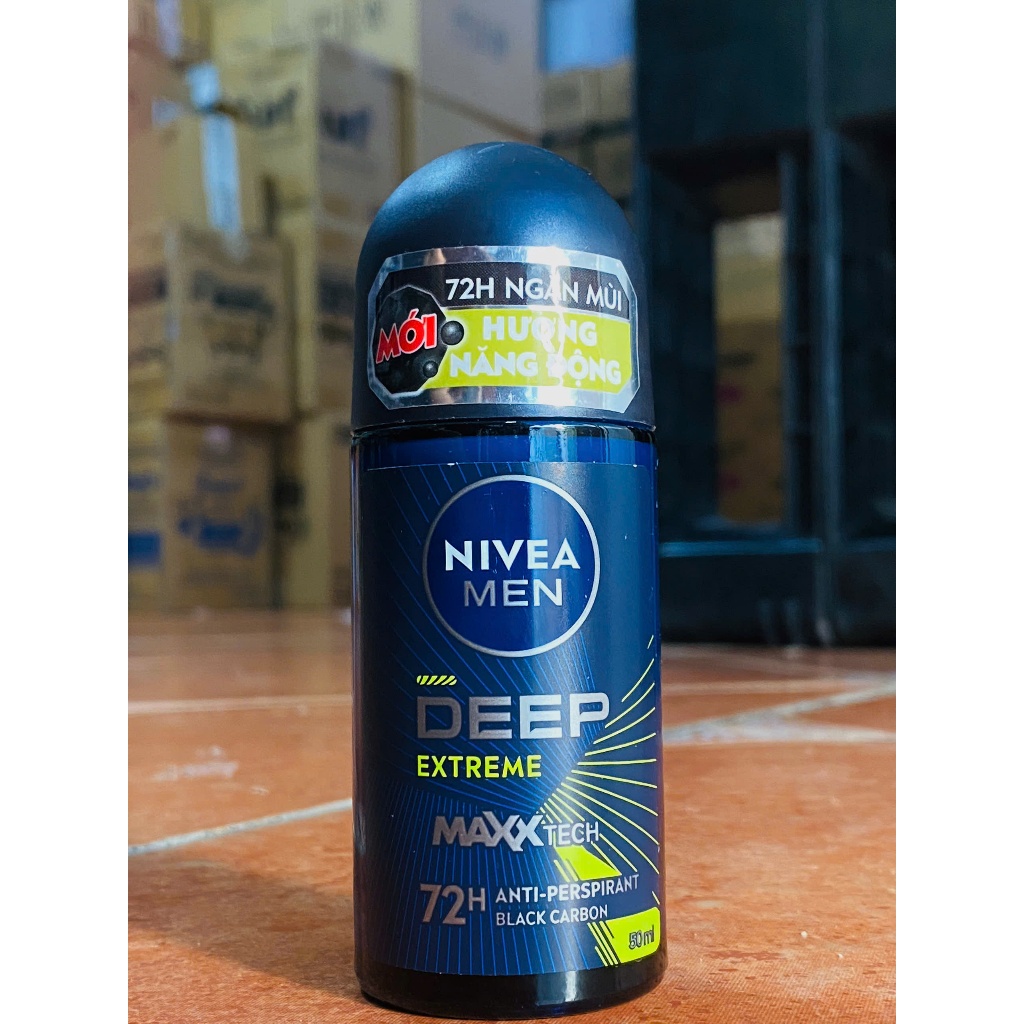 72H NGĂN MÙI
MỚI
HƯƠNG
NĂNG ĐỘNG
NIVEA
MEN
DEEP
EXTREME
MAXXTECH
72H ANTI-PERSPIRANT
BLACK CARBON
50ml